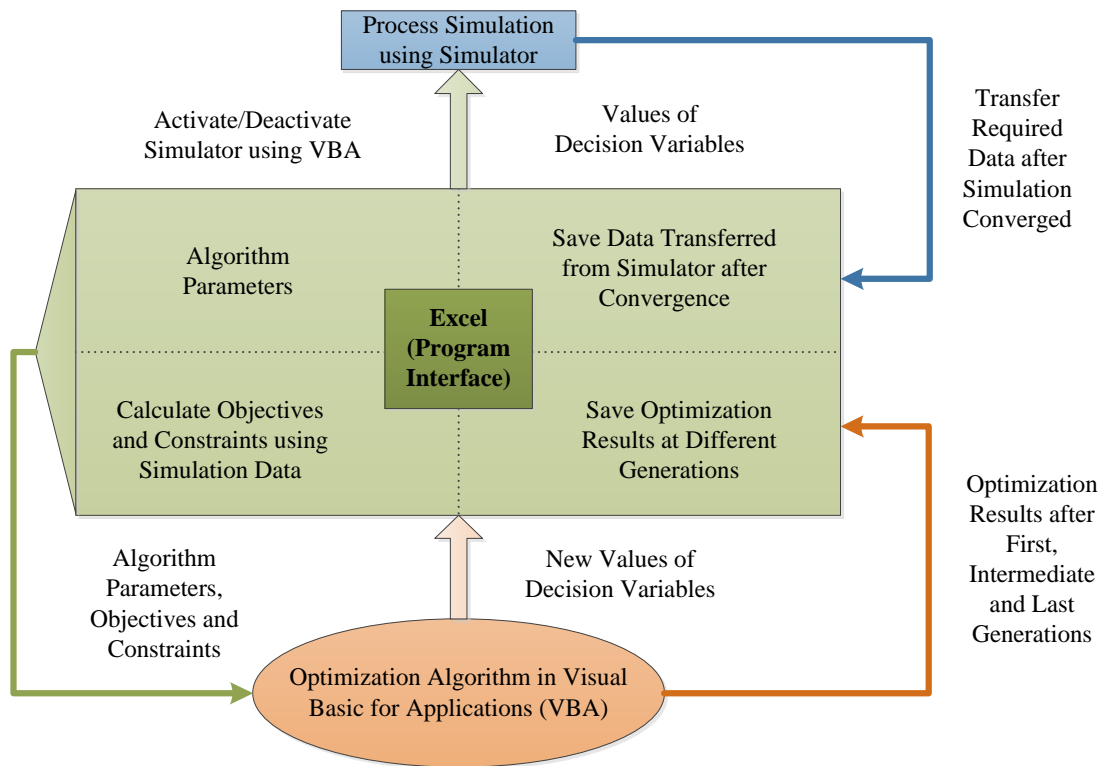 Process Simulation
using Simulator
Activate/Deactivate
Simulator using VBA
Values of
Decision Variables
Transfer
Required
Data after
Simulation
Converged
Algorithm
Parameters
Save Data Transferred
from Simulator after
Convergence
Excel
(Program
Interface)
Calculate Objectives
and Constraints using
Simulation Data
Save Optimization
Results at Different
Generations
Algorithm
Parameters,
Objectives and
Constraints
New Values of
Decision Variables
Optimization
Results after
First,
Intermediate
and Last
Generations
Optimization Algorithm in Visual
Basic for Applications (VBA)